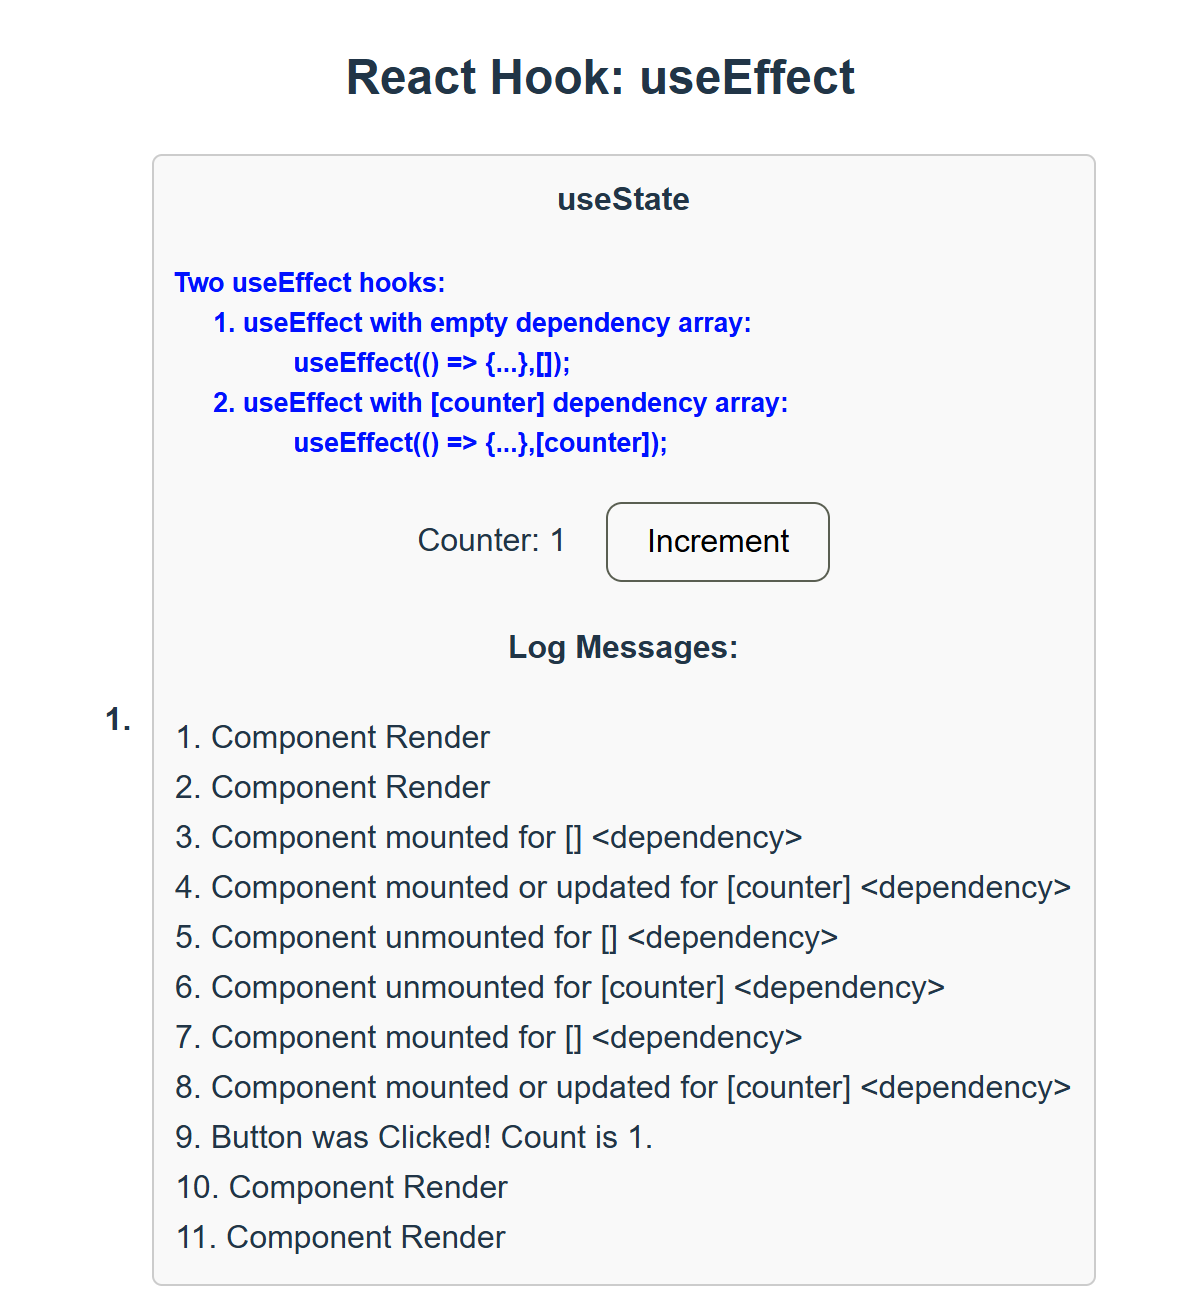 React Hook: useEffect
useState
Two useEffect hooks:
1. useEffect with empty dependency array:
useEffect(() => {...},[]);
2. useEffect with [counter] dependency array:
useEffect(() => {...},[counter]);
Counter: 1 Increment
Log Messages:
1.
1. Component Render
2. Component Render
3. Component mounted for [] <dependency>
4. Component mounted or updated for [counter] <dependency>
5. Component unmounted for [] <dependency>
6. Component unmounted for [counter] <dependency>
7. Component mounted for [] <dependency>
8. Component mounted or updated for [counter] <dependency>
9. Button was Clicked! Count is 1.
10. Component Render
11. Component Render